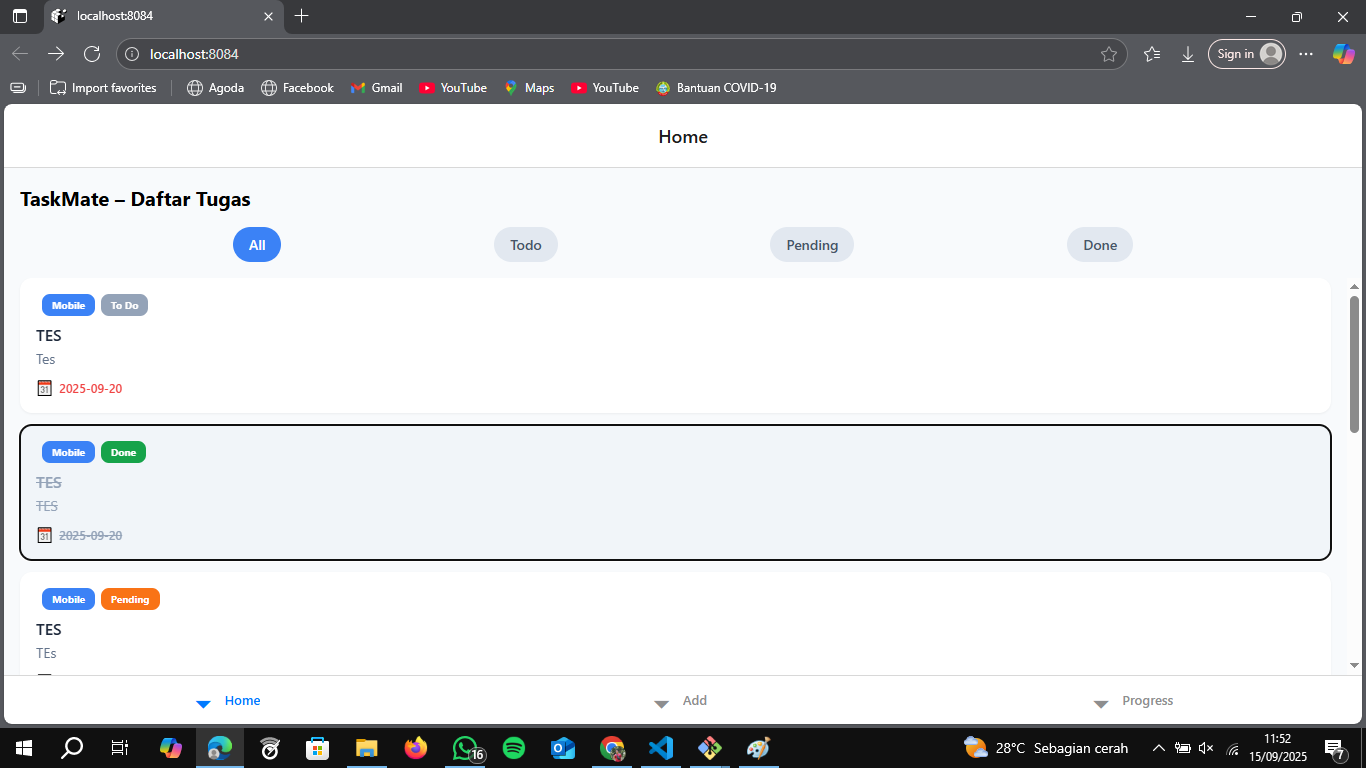 localhost:8084
localhost:8084
Sign in
Import favorites
Agoda
Facebook
Gmail
YouTube
Maps
YouTube
Bantuan COVID-19
Home
TaskMate – Daftar Tugas
All
Todo
Pending
Done
Mobile To Do
TES
Tes
31 2025-09-20
Mobile Done
TES
TES
31 2025-09-20
Mobile Pending
TES
TEs
Home
Add
Progress
16
28°C Sebagian cerah
11:52
15/09/2025
7